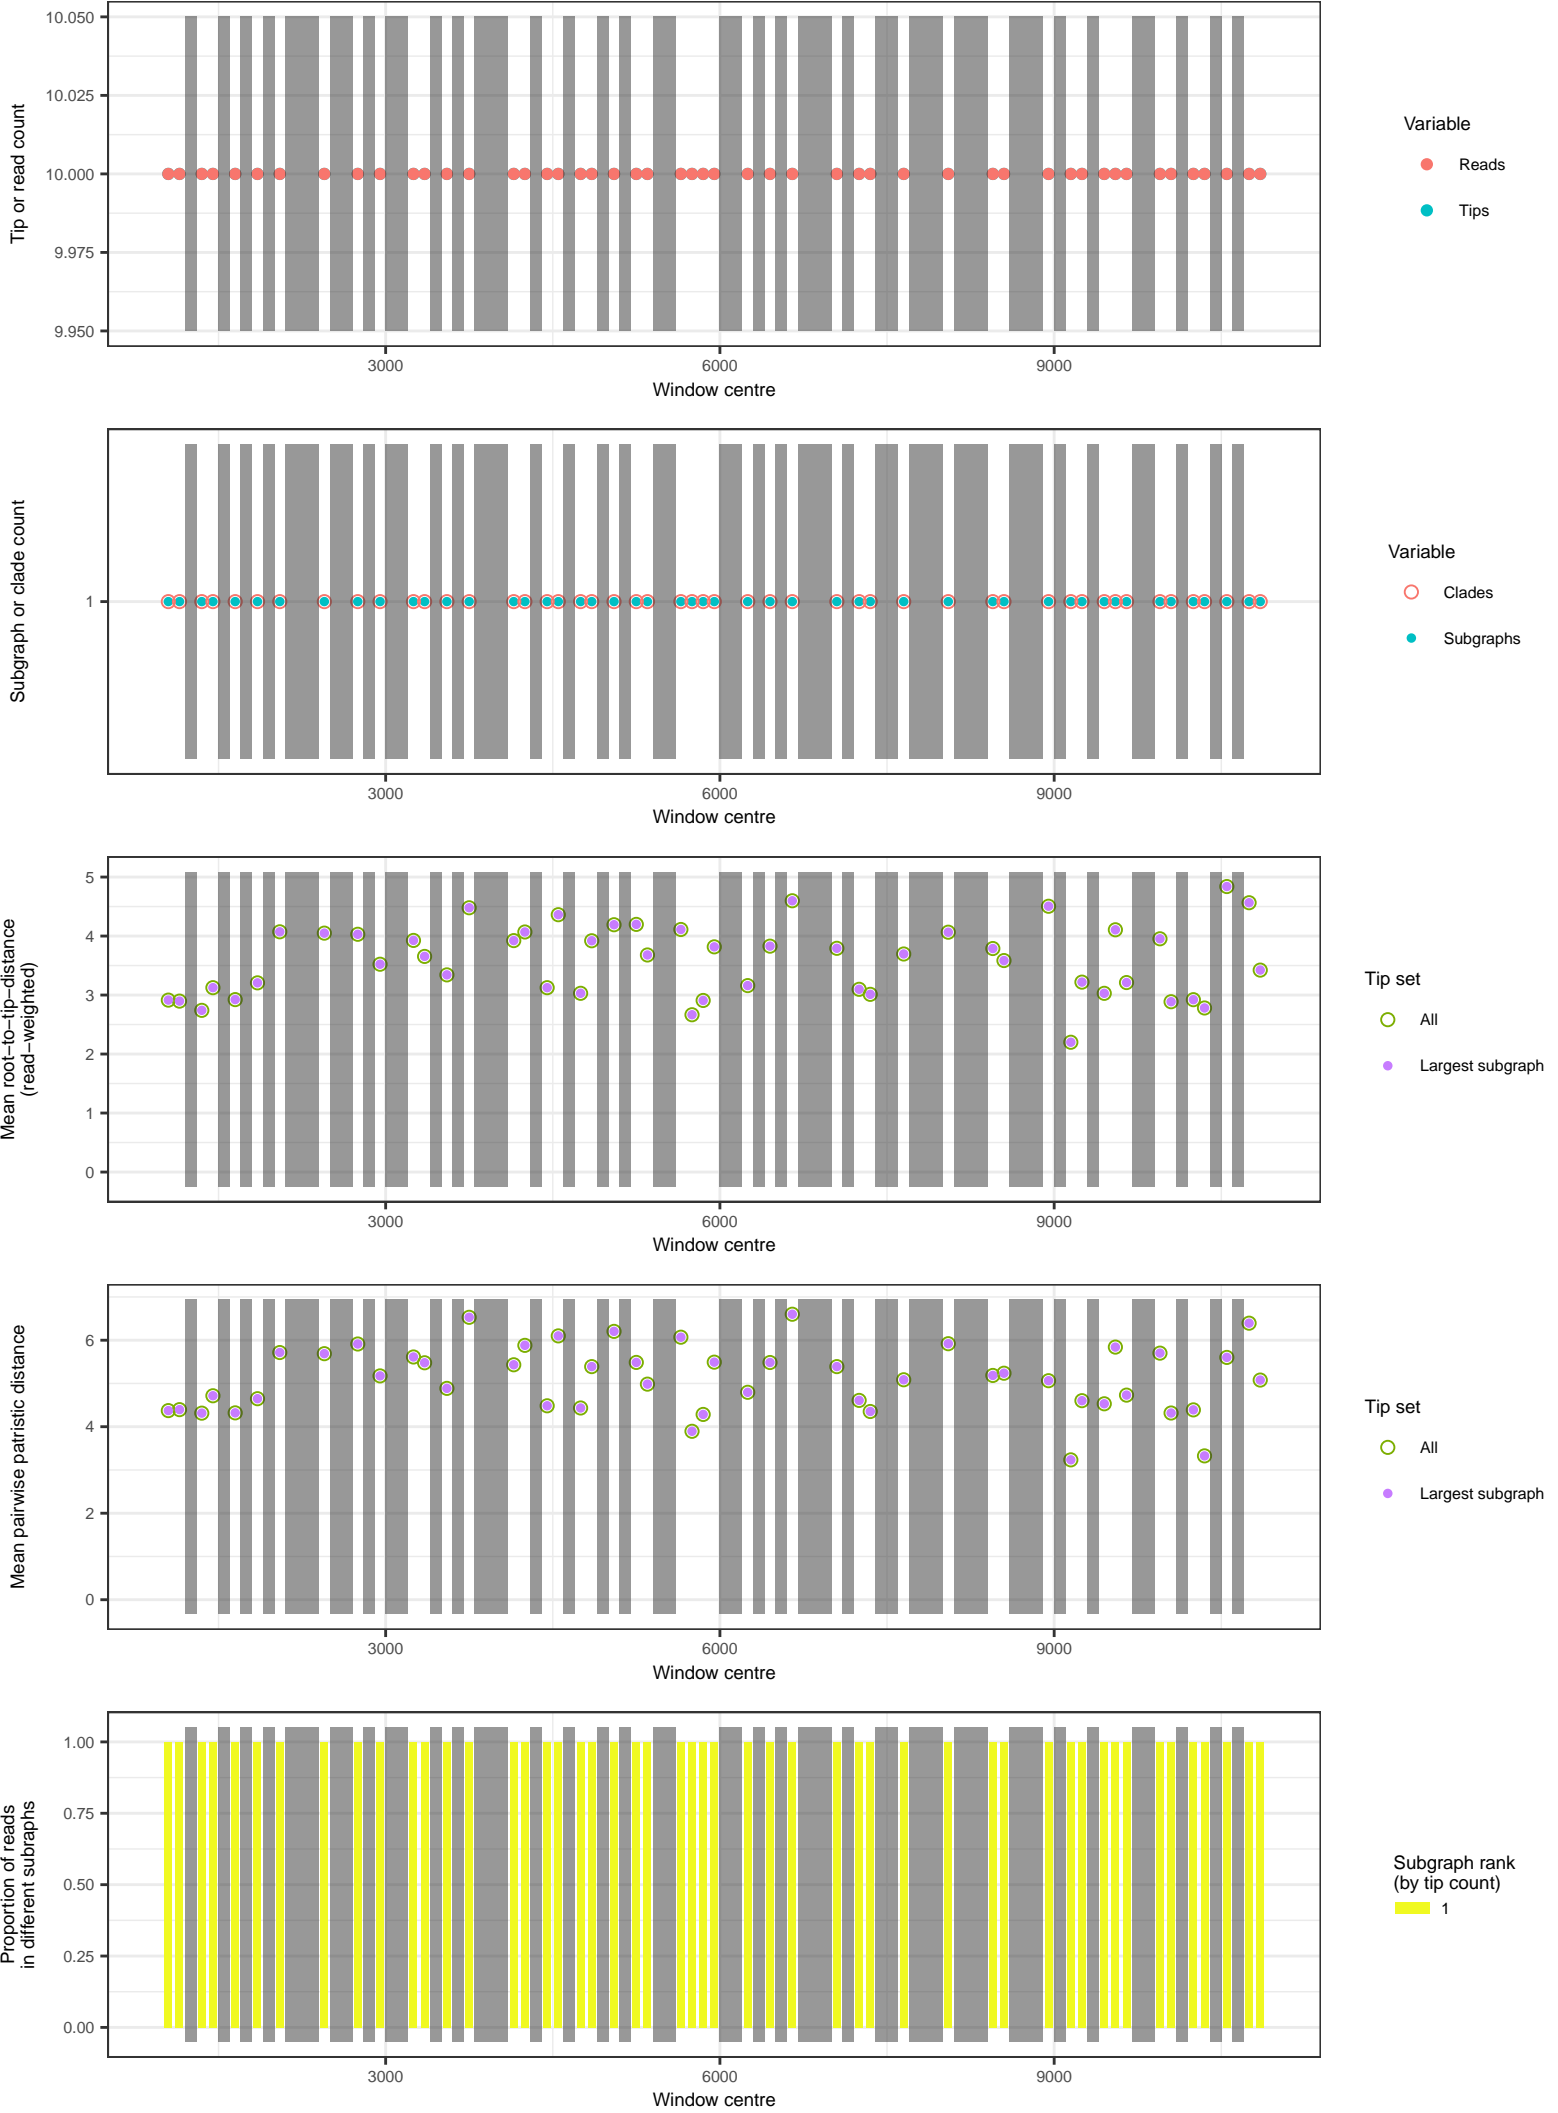 10.050
10.025
10.000
9.975
9.950
Tip or read count
3000
6000
9000
Window centre
Variable
Reads
Tips
1
Subgraph or clade count
3000
6000
9000
Window centre
Variable
Clades
Subgraphs
5
4
3
2
1
0
Mean root−to−tip−distance
(read−weighted)
3000
6000
9000
Window centre
Tip set
All
Largest subgraph
6
4
2
0
Mean pairwise patristic distance
3000
6000
9000
Window centre
Tip set
All
Largest subgraph
1.00
0.75
0.50
0.25
0.00
Proportion of reads
in different subraphs
3000
6000
9000
Window centre
Subgraph rank
(by tip count)
1